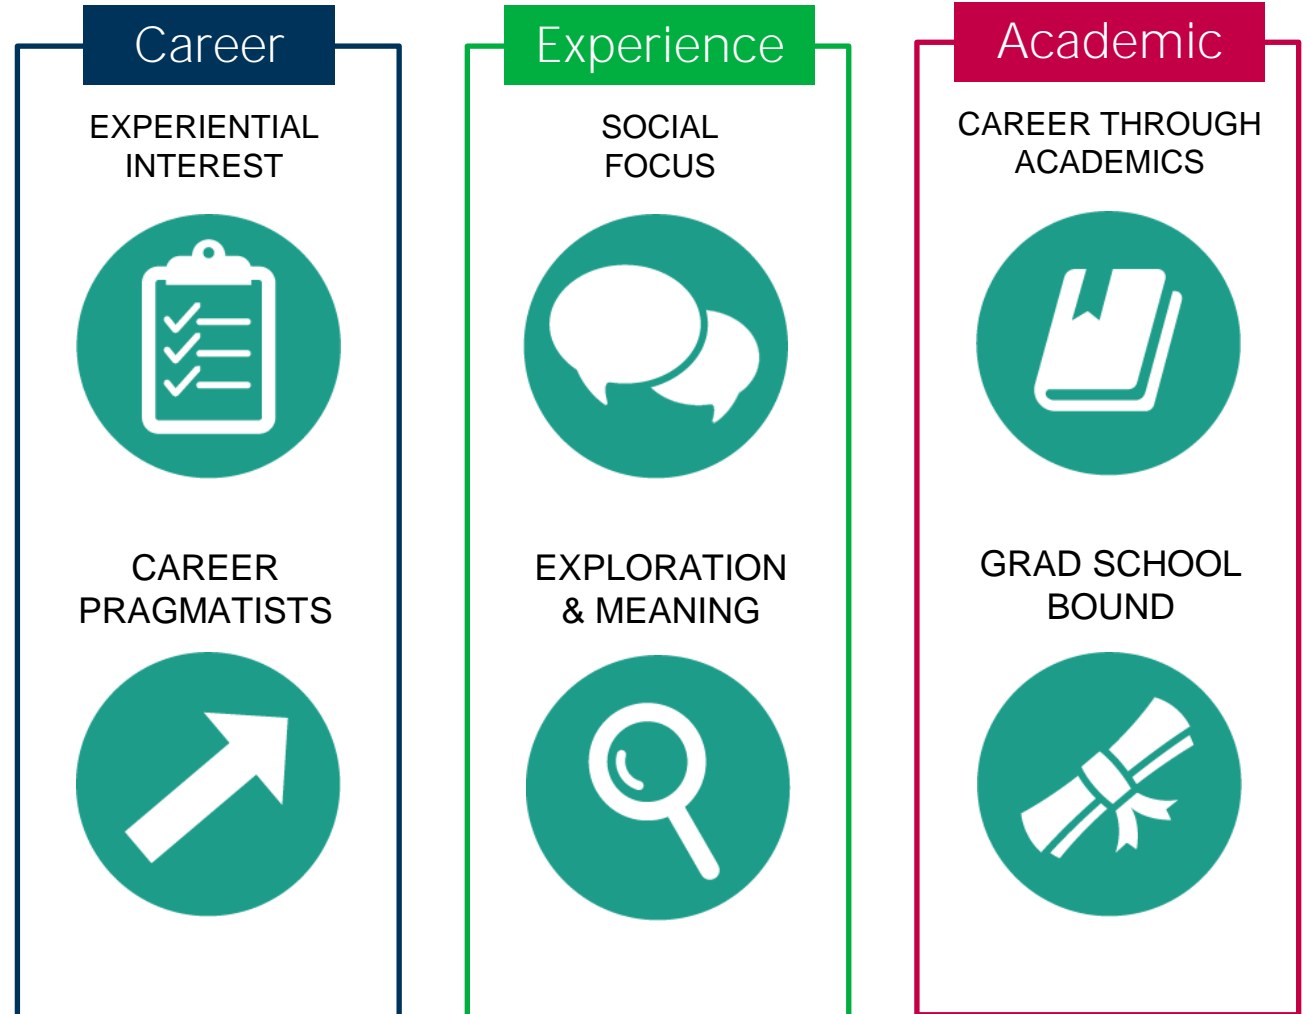 Career
EXPERIENTIAL
INTEREST
CAREER
PRAGMATISTS
Experience
SOCIAL
FOCUS
EXPLORATION
& MEANING
Academic
CAREER THROUGH
ACADEMICS
GRAD SCHOOL
BOUND